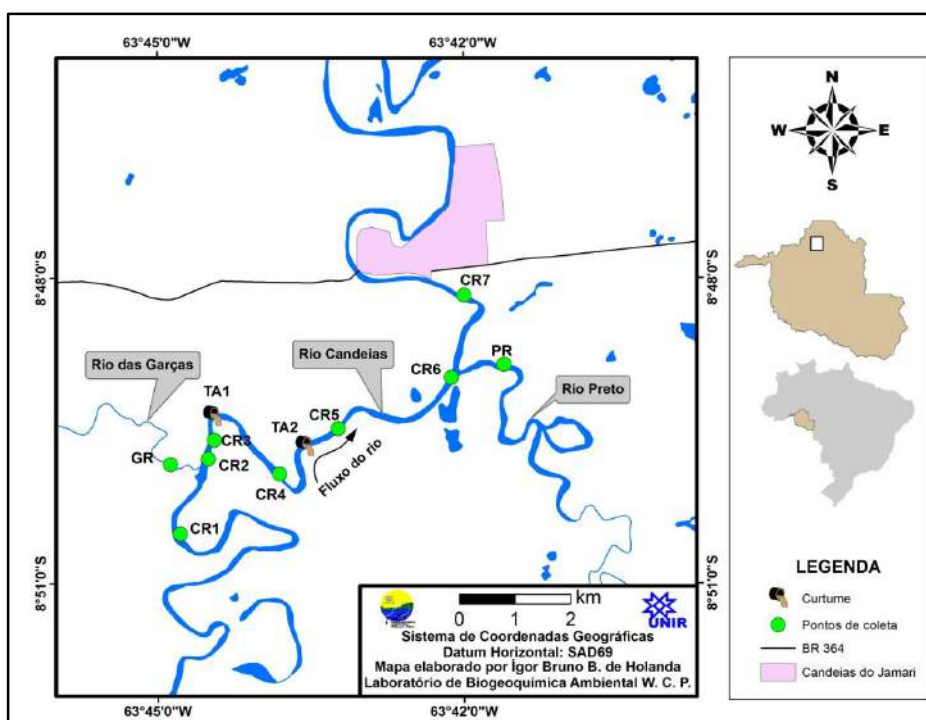 63°45'0"W
63°42'0"W
8°48'0"S
8°48'0"S
CR7
Rio das Garças
Rio Candeias
PR
CR6
Rio Preto
TA1
CR5
TA2
CR3
GR
CR2
CR4
Fluxo do rio
CR1
8°51'0"S
8°51'0"S
0 1 2 km
UNIR
Sistema de Coordenadas Geográficas
Datum Horizontal: SAD69
Mapa elaborado por Ígor Bruno B. de Holanda
Laboratório de Biogeoquímica Ambiental W. C. P.
63°45'0"W
63°42'0"W
N
W
E
S
LEGENDA
Curtume
Pontos de coleta
BR 364
Candeias do Jamari